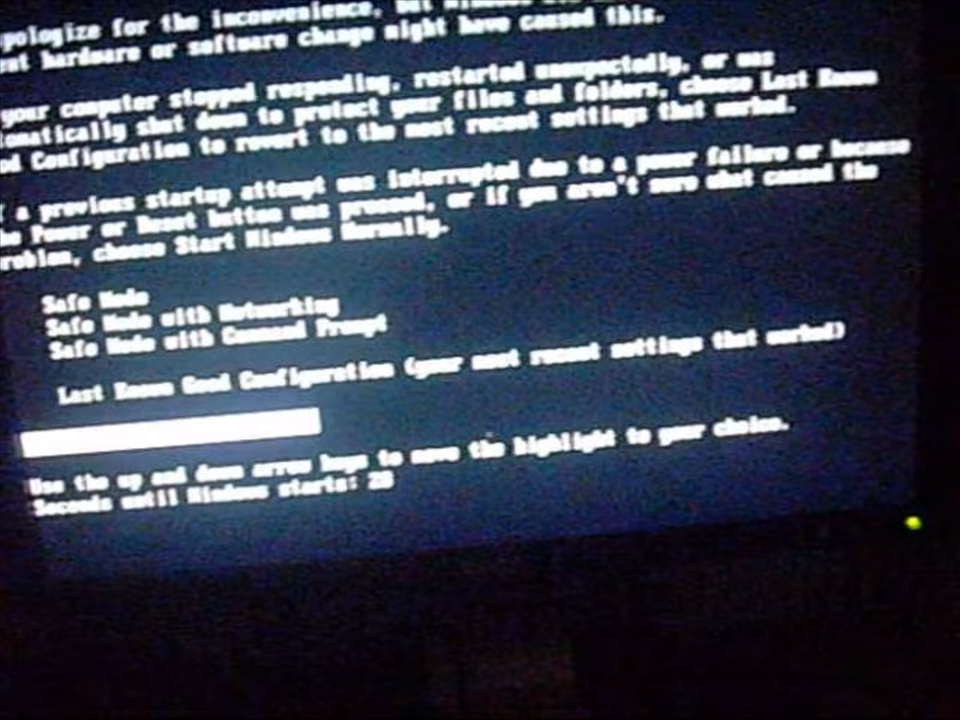 pologize for the inconvenience, but Windows
hardware or software change might have caused this.
your computer stopped responding, restarted unexpectedly, or was
omatically shut down to protect your files and folders, choose Last Known
od Configuration to revert to the most recent settings that worked.
f a previous startup attempt was interrupted due to a power failure or because
he Power or Reset button was pressed, or if you aren't sure what caused the
roblem, choose Start Windows Normally.
Safe Mode
Safe Mode with Networking
Safe Mode with Command Prompt
Last Known Good Configuration (your most recent settings that worked)
Use the up and down arrow keys to move the highlight to your choice.
Seconds until Windows starts: 28